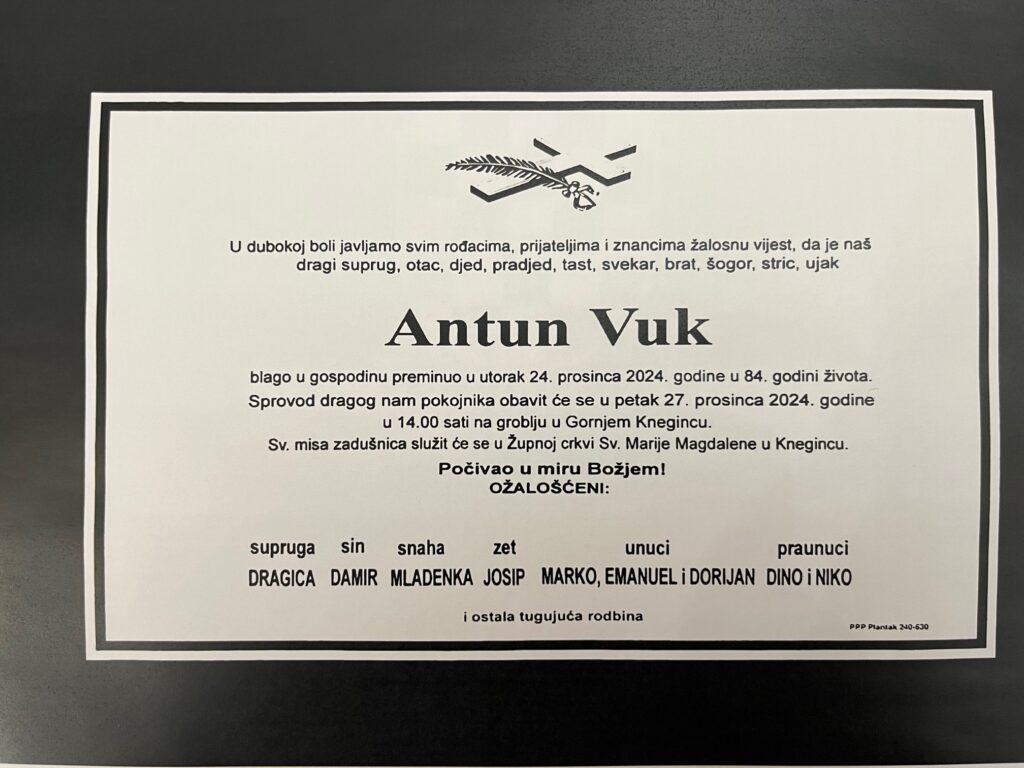 U dubokoj boli javljamo svim rođacima, prijateljima i znancima žalosnu vijest, da je naš
dragi suprug, otac, djed, pradjed, tast, svekar, brat, šogor, stric, ujak
Antun Vuk
blago u gospodinu preminuo u utorak 24. prosinca 2024. godine u 84. godini života.
Sprovod dragog nam pokojnika obavit će se u petak 27. prosinca 2024. godine
u 14.00 sati na groblju u Gornjem Knegincu.
Sv. misa zadušnica služit će se u Župnoj crkvi Sv. Marije Magdalene u Knegincu.
Počivao u miru Božjem!
OŽALOŠĆENI:
supruga sin snaha zet unuci praunuci
DRAGICA DAMIR MLADENKA JOSIP MARKO, EMANUEL i DORIJAN DINO i NIKO
i ostala tugujuća rodbina
PPP Plantak 240-630